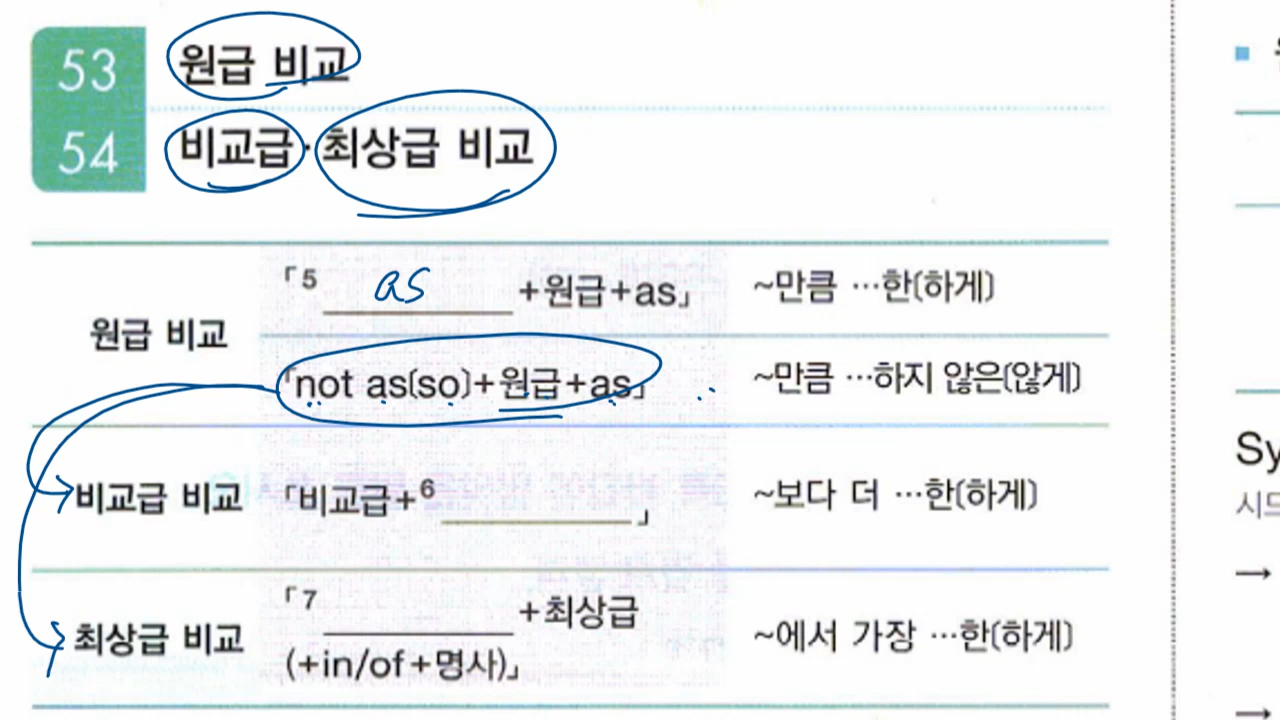 53 원급 비교
54 비교급·최상급 비교
원급 비교
「5 as +원급+as」 ~만큼 …한(하게)
「not as(so)+원급+as」 ~만큼 …하지 않은(않게)
비교급 비교 「비교급+6 ____」 ~보다 더 …한(하게)
최상급 비교 「7 ____ +최상급 ~에서 가장 …한(하게)
(+in/of+명사)」
Sy
→
→